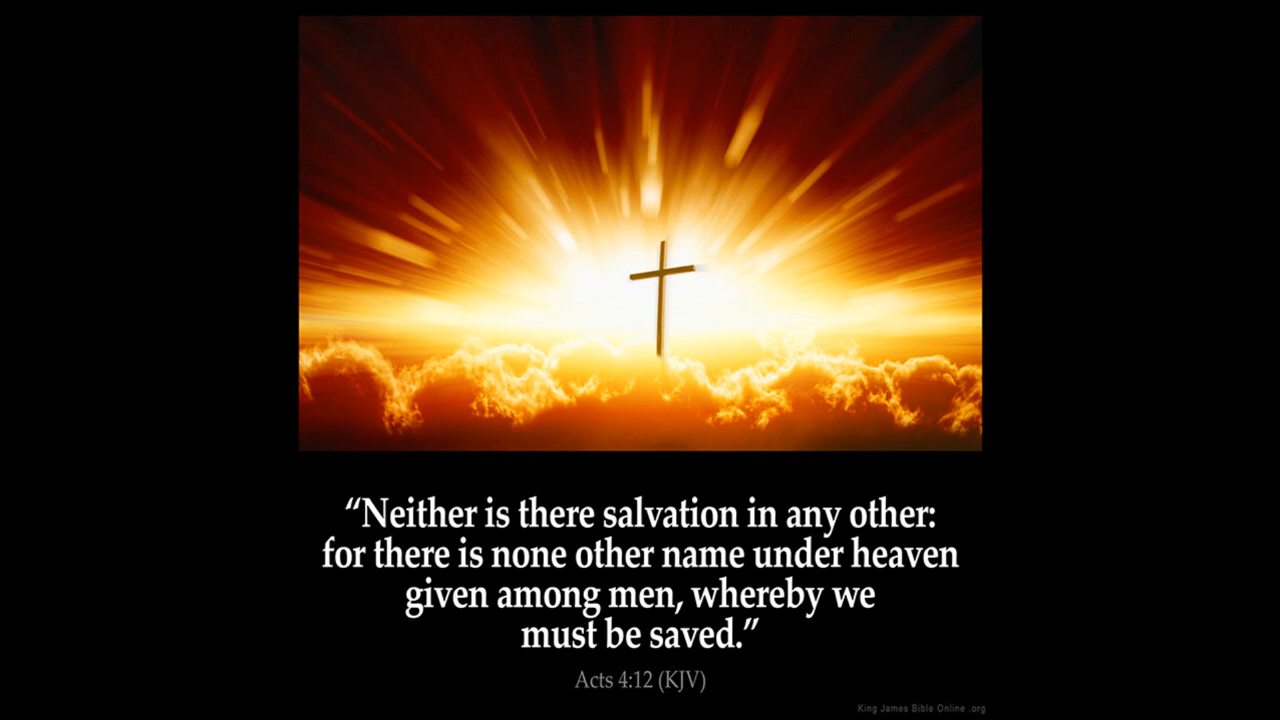 “Neither is there salvation in any other:
for there is none other name under heaven
given among men, whereby we
must be saved.”
Acts 4:12 (KJV)
King James Bible Online .org